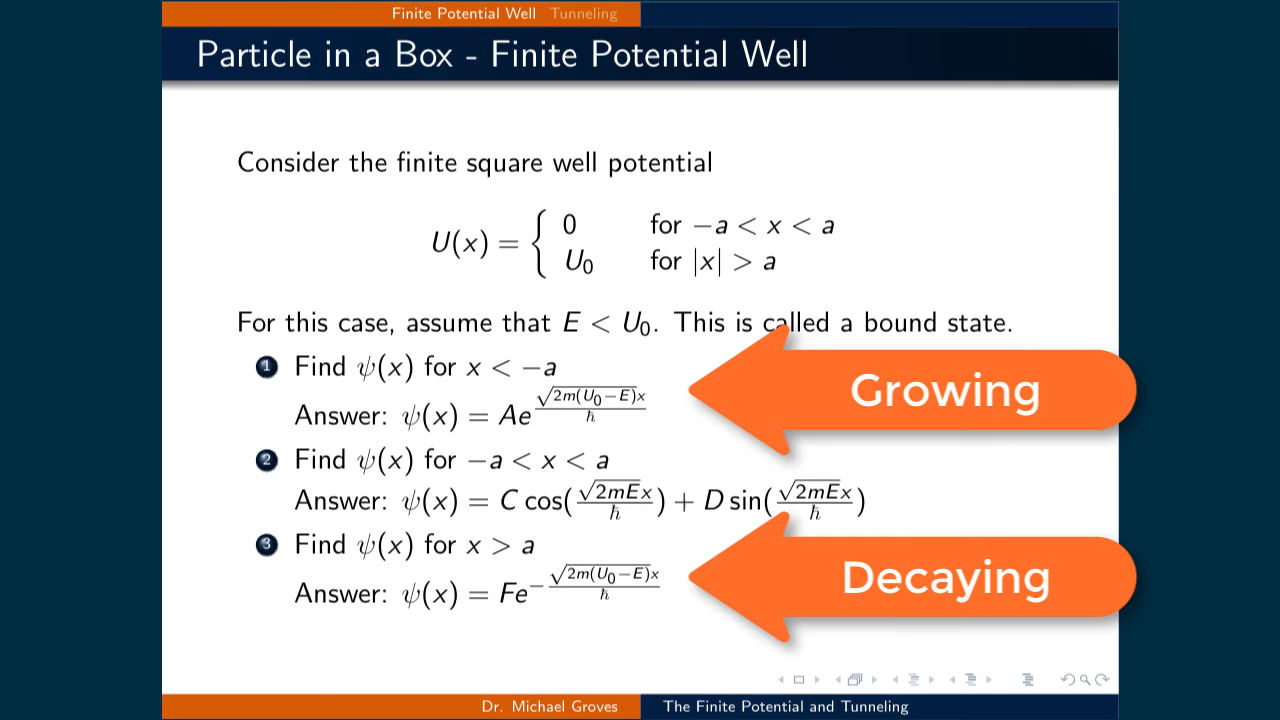 Finite Potential Well Tunneling
Particle in a Box - Finite Potential Well
Consider the finite square well potential
U(x) = { 0 for −a < x < a
U₀ for |x| > a
For this case, assume that E < U₀. This is called a bound state.
1 Find ψ(x) for x < −a
Answer: ψ(x) = Ae^{√(2m(U₀−E))x/ħ}
Growing
2 Find ψ(x) for −a < x < a
Answer: ψ(x) = C cos(√(2mE)x/ħ) + D sin(√(2mE)x/ħ)
3 Find ψ(x) for x > a
Answer: ψ(x) = Fe^{−√(2m(U₀−E))x/ħ}
Decaying
Dr. Michael Groves The Finite Potential and Tunneling